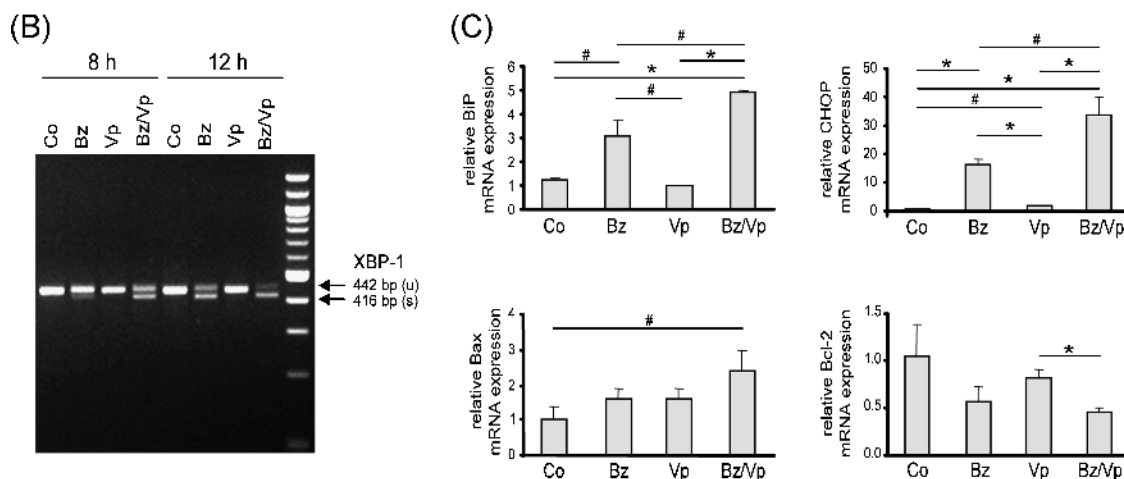 (B)
8 h 12 h
Co Bz Vp Bz/Vp Co Bz Vp Bz/Vp
XBP-1
442 bp (u)
416 bp (s)
(C)
relative BiP
mRNA expression
6
5
4
3
2
1
0
#
#
*
*
#
Co Bz Vp Bz/Vp
relative CHOP
mRNA expression
50
40
30
20
10
0
#
*
*
*
#
*
Co Bz Vp Bz/Vp
relative Bax
mRNA expression
4
2
1
0
#
Co Bz Vp Bz/Vp
relative Bcl-2
mRNA expression
1.5
1.0
0.5
0.0
*
Co Bz Vp Bz/Vp